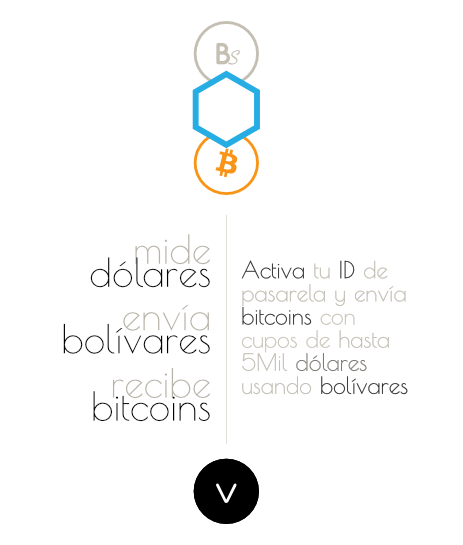 Bs
mide
dólares
envía
bolívares
recibe
bitcoins
Activa tu ID de
pasarela y envía
bitcoins con
cupos de hasta
5Mil dólares
usando bolívares